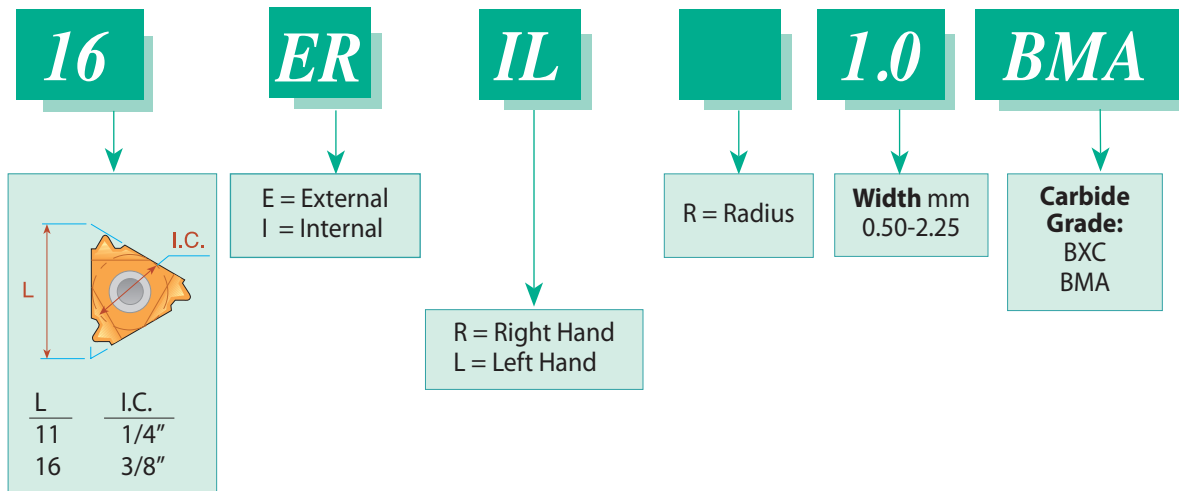 16 ER IL 1.0 BMA
E = External
I = Internal
R = Radius
Width mm
0.50-2.25
Carbide
Grade:
BXC
BMA
I.C.
L
R = Right Hand
L = Left Hand
L I.C.
11 1/4″
16 3/8″